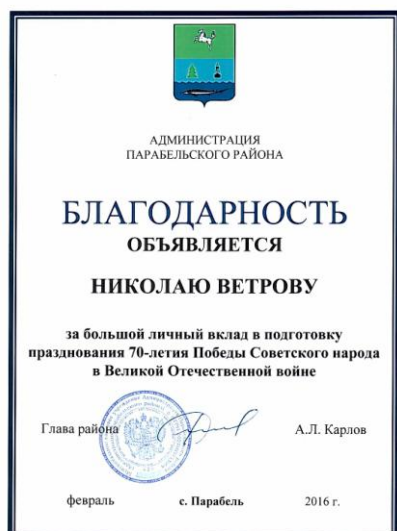 АДМИНИСТРАЦИЯ
ПАРАБЕЛЬСКОГО РАЙОНА
БЛАГОДАРНОСТЬ
ОБЪЯВЛЯЕТСЯ
НИКОЛАЮ ВЕТРОВУ
за большой личный вклад в подготовку
празднования 70-летия Победы Советского народа
в Великой Отечественной войне
Глава района А.Л. Карлов
февраль с. Парабель 2016 г.